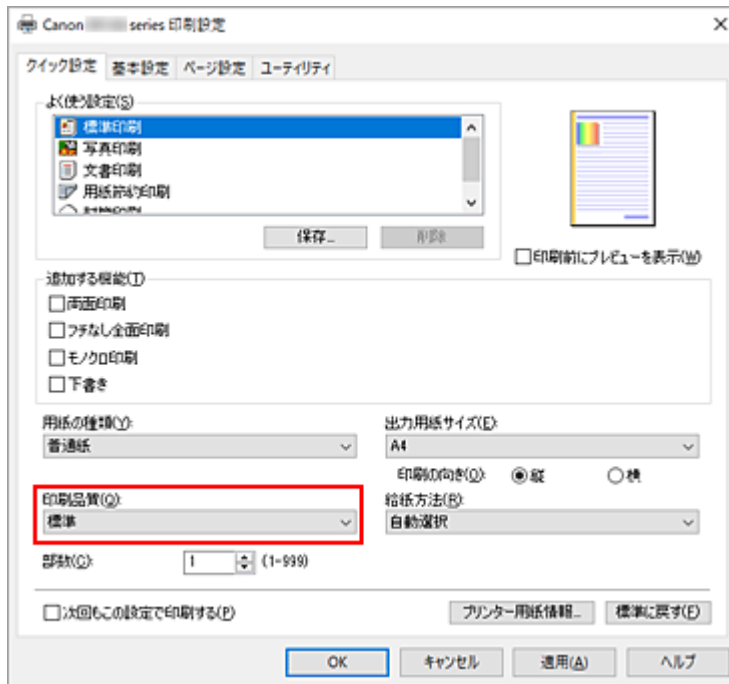 Canon series 印刷設定
クイック設定 基本設定 ページ設定 ユーティリティ
よく使う設定(S)
標準印刷
写真印刷
文書印刷
用紙節約印刷
保存...
削除
印刷前にプレビューを表示(W)
追加する機能(T)
両面印刷
フチなし全面印刷
モノクロ印刷
下書き
用紙の種類(Y):
普通紙
出力用紙サイズ(E):
A4
印刷の向き(O): 縦 横
印刷品質(Q):
標準
給紙方法(R):
自動選択
部数(C): 1 (1-999)
次回もこの設定で印刷する(P)
プリンター用紙情報... 標準に戻す(F)
OK キャンセル 適用(A) ヘルプ